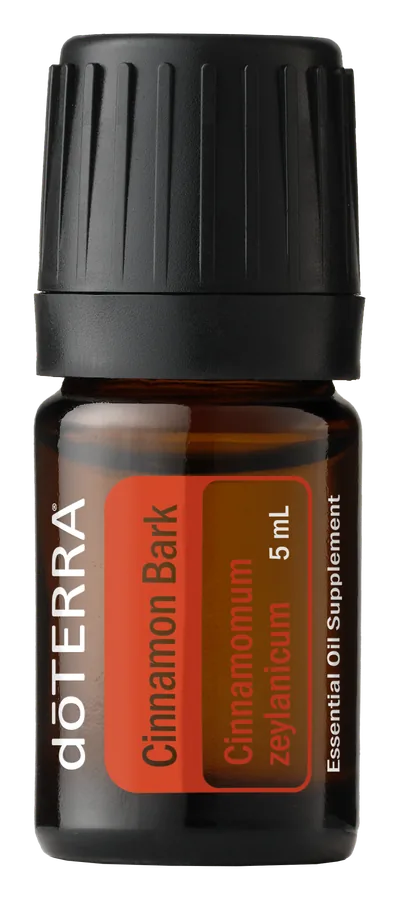 dōTERRA®
Cinnamon Bark
Cinnamomum
zeylanicum
5 mL
Essential Oil Supplement